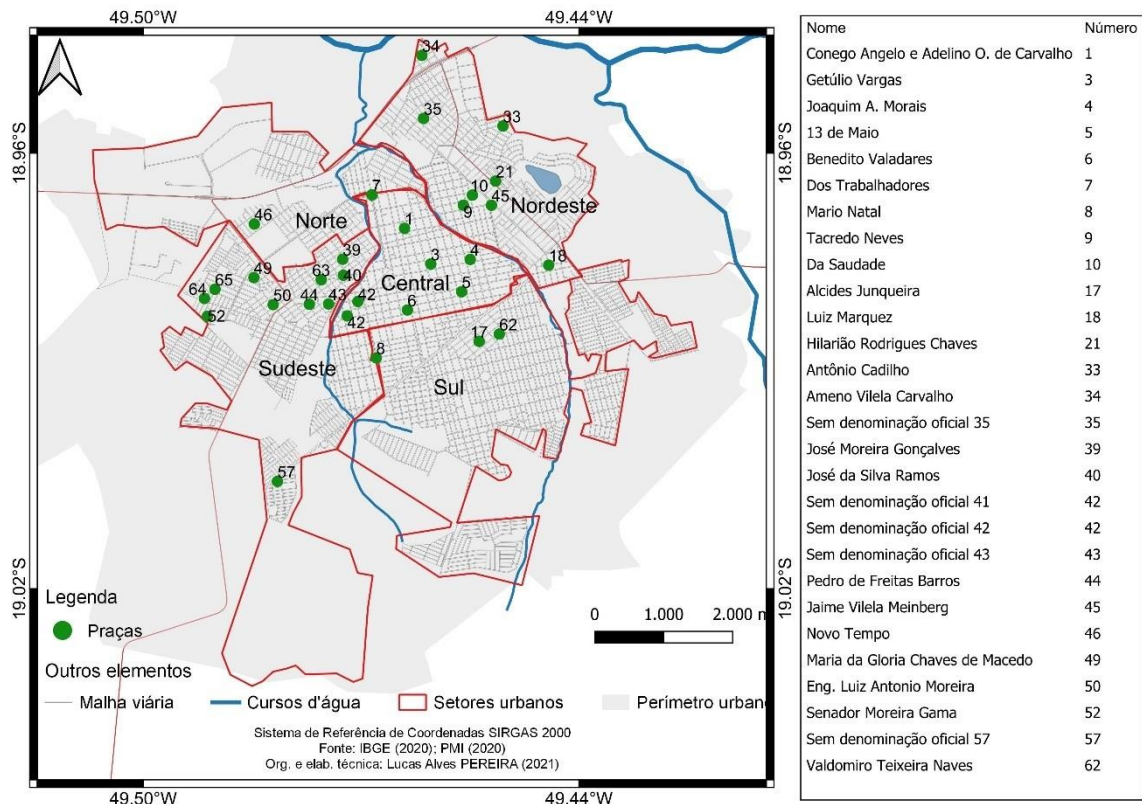 49.50°W
49.44°W
18.96°S
18.96°S
34
35
33
21
10
45
7
9
Nordeste
46
Norte
1
39
4
18
3
49
63
40
65
Central
64
5
50
44
43
42
52
42
6
17
62
8
Sudeste
Sul
57
19.02°S
19.02°S
Legenda
Praças
0
1.000
2.000 m
Outros elementos
Malha viária
Cursos d'água
Setores urbanos
Perímetro urbano
Sistema de Referência de Coordenadas SIRGAS 2000
Fonte: IBGE (2020); PMI (2020)
Org. e elab. técnica: Lucas Alves PEREIRA (2021)
49.50°W
49.44°W
Nome Número
Conego Angelo e Adelino O. de Carvalho 1
Getúlio Vargas 3
Joaquim A. Morais 4
13 de Maio 5
Benedito Valadares 6
Dos Trabalhadores 7
Mario Natal 8
Tacredo Neves 9
Da Saudade 10
Alcides Junqueira 17
Luiz Marquez 18
Hilarião Rodrigues Chaves 21
Antônio Cadilho 33
Ameno Vilela Carvalho 34
Sem denominação oficial 35 35
José Moreira Gonçalves 39
José da Silva Ramos 40
Sem denominação oficial 41 42
Sem denominação oficial 42 42
Sem denominação oficial 43 43
Pedro de Freitas Barros 44
Jaime Vilela Meinberg 45
Novo Tempo 46
Maria da Gloria Chaves de Macedo 49
Eng. Luiz Antonio Moreira 50
Senador Moreira Gama 52
Sem denominação oficial 57 57
Valdomiro Teixeira Naves 62